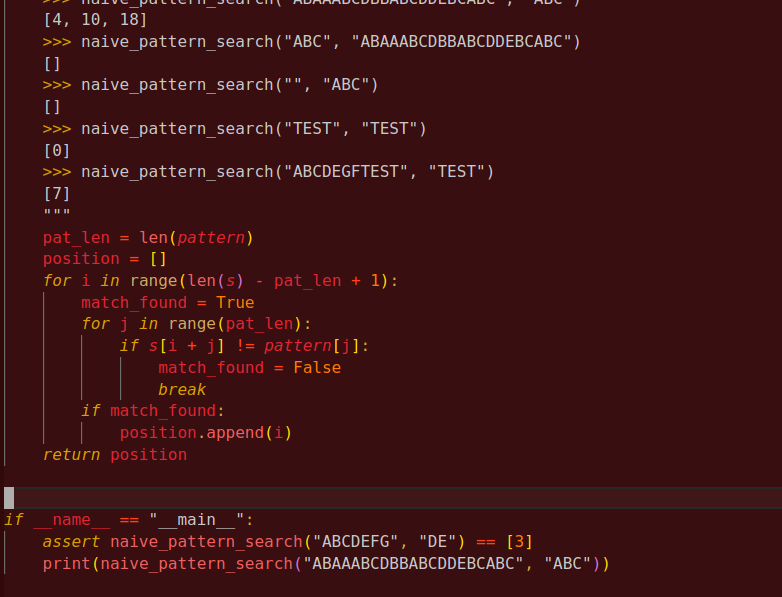 >>> naive_pattern_search("ABAAABCDBBABCDDEBCABC", "ABC")
[4, 10, 18]
>>> naive_pattern_search("ABC", "ABAAABCDBBABCDDEBCABC")
[]
>>> naive_pattern_search("", "ABC")
[]
>>> naive_pattern_search("TEST", "TEST")
[0]
>>> naive_pattern_search("ABCDEGFTEST", "TEST")
[7]
"""
pat_len = len(pattern)
position = []
for i in range(len(s) - pat_len + 1):
match_found = True
for j in range(pat_len):
if s[i + j] != pattern[j]:
match_found = False
break
if match_found:
position.append(i)
return position
if __name__ == "__main__":
assert naive_pattern_search("ABCDEFG", "DE") == [3]
print(naive_pattern_search("ABAAABCDBBABCDDEBCABC", "ABC"))